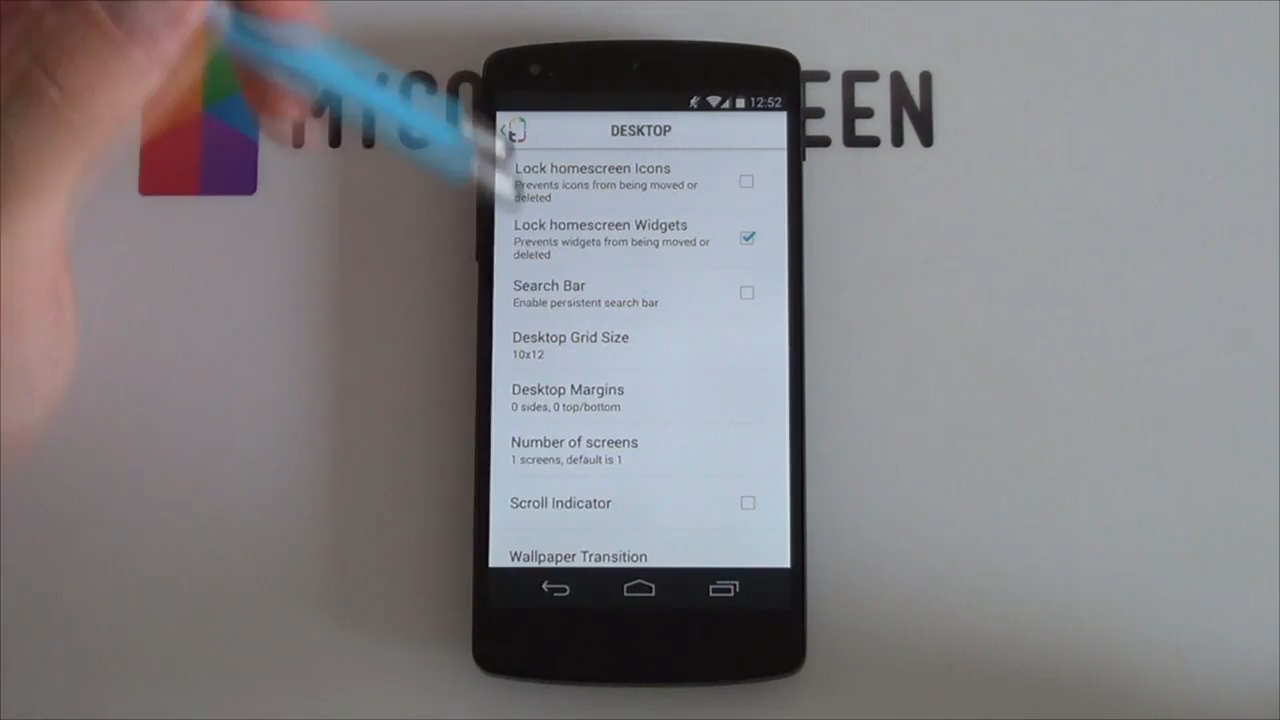 MYCO EEN
12:52
DESKTOP
Lock homescreen Icons
Prevents icons from being moved or
deleted
Lock homescreen Widgets
Prevents widgets from being moved or
deleted
Search Bar
Enable persistent search bar
Desktop Grid Size
10x12
Desktop Margins
0 sides, 0 top/bottom
Number of screens
1 screens, default is 1
Scroll Indicator
Wallpaper Transition